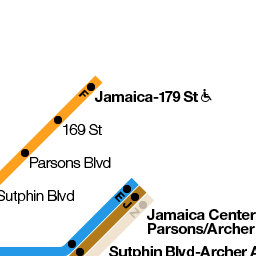 F
Jamaica-179 St
169 St
Parsons Blvd
Sutphin Blvd
E
J
Z
Jamaica Center
Parsons/Archer
Sutphin Blvd-Archer A